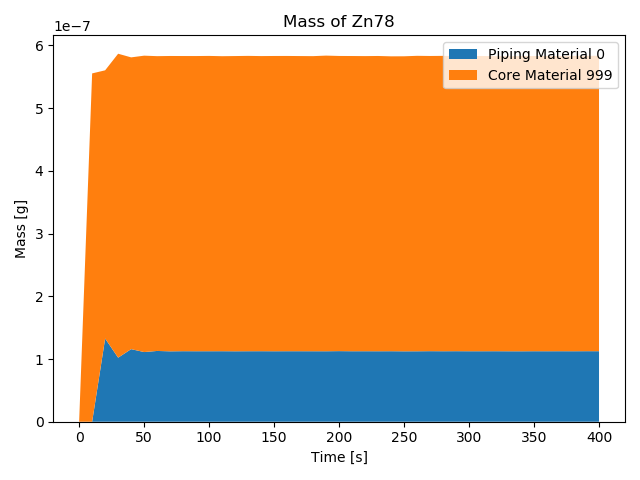 Mass of Zn78
1e−7
Piping Material 0
Core Material 999
6
5
4
3
2
1
0
Mass [g]
0 50 100 150 200 250 300 350 400
Time [s]